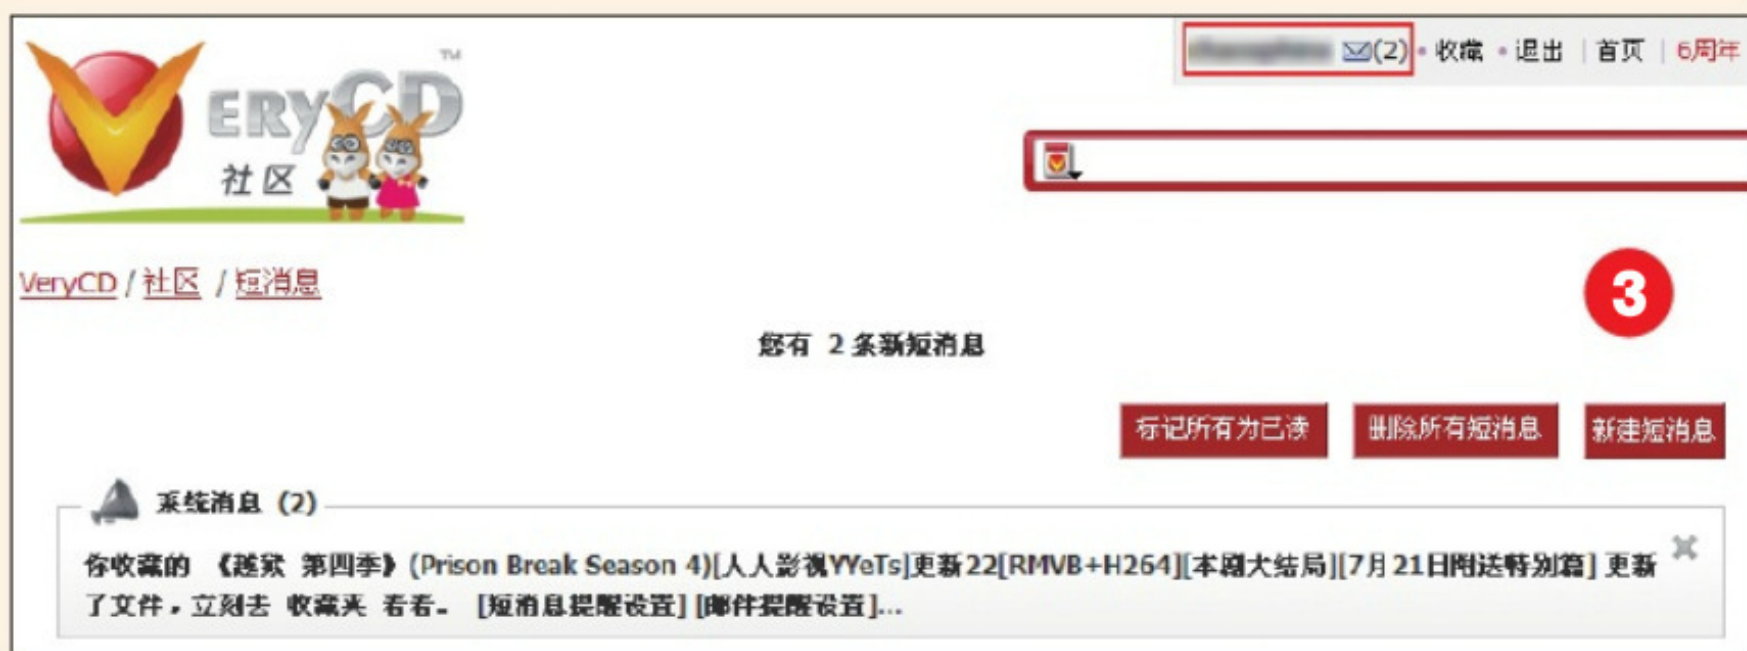 (2) • 收藏 • 退出 | 首页 | 6周年
VERYCD™
社区
VeryCD / 社区 / 短消息
3
您有 2 条新短消息
标记所有为已读 删除所有短消息 新建短消息
系统消息 (2)
你收藏的 《越狱 第四季》(Prison Break Season 4)[人人影视YYeTs]更新22[RMVB+H264][本剧大结局][7月21日附送特别篇] 更新
了文件，立刻去 收藏夹 看看。 [短消息提醒设置] [邮件提醒设置]...